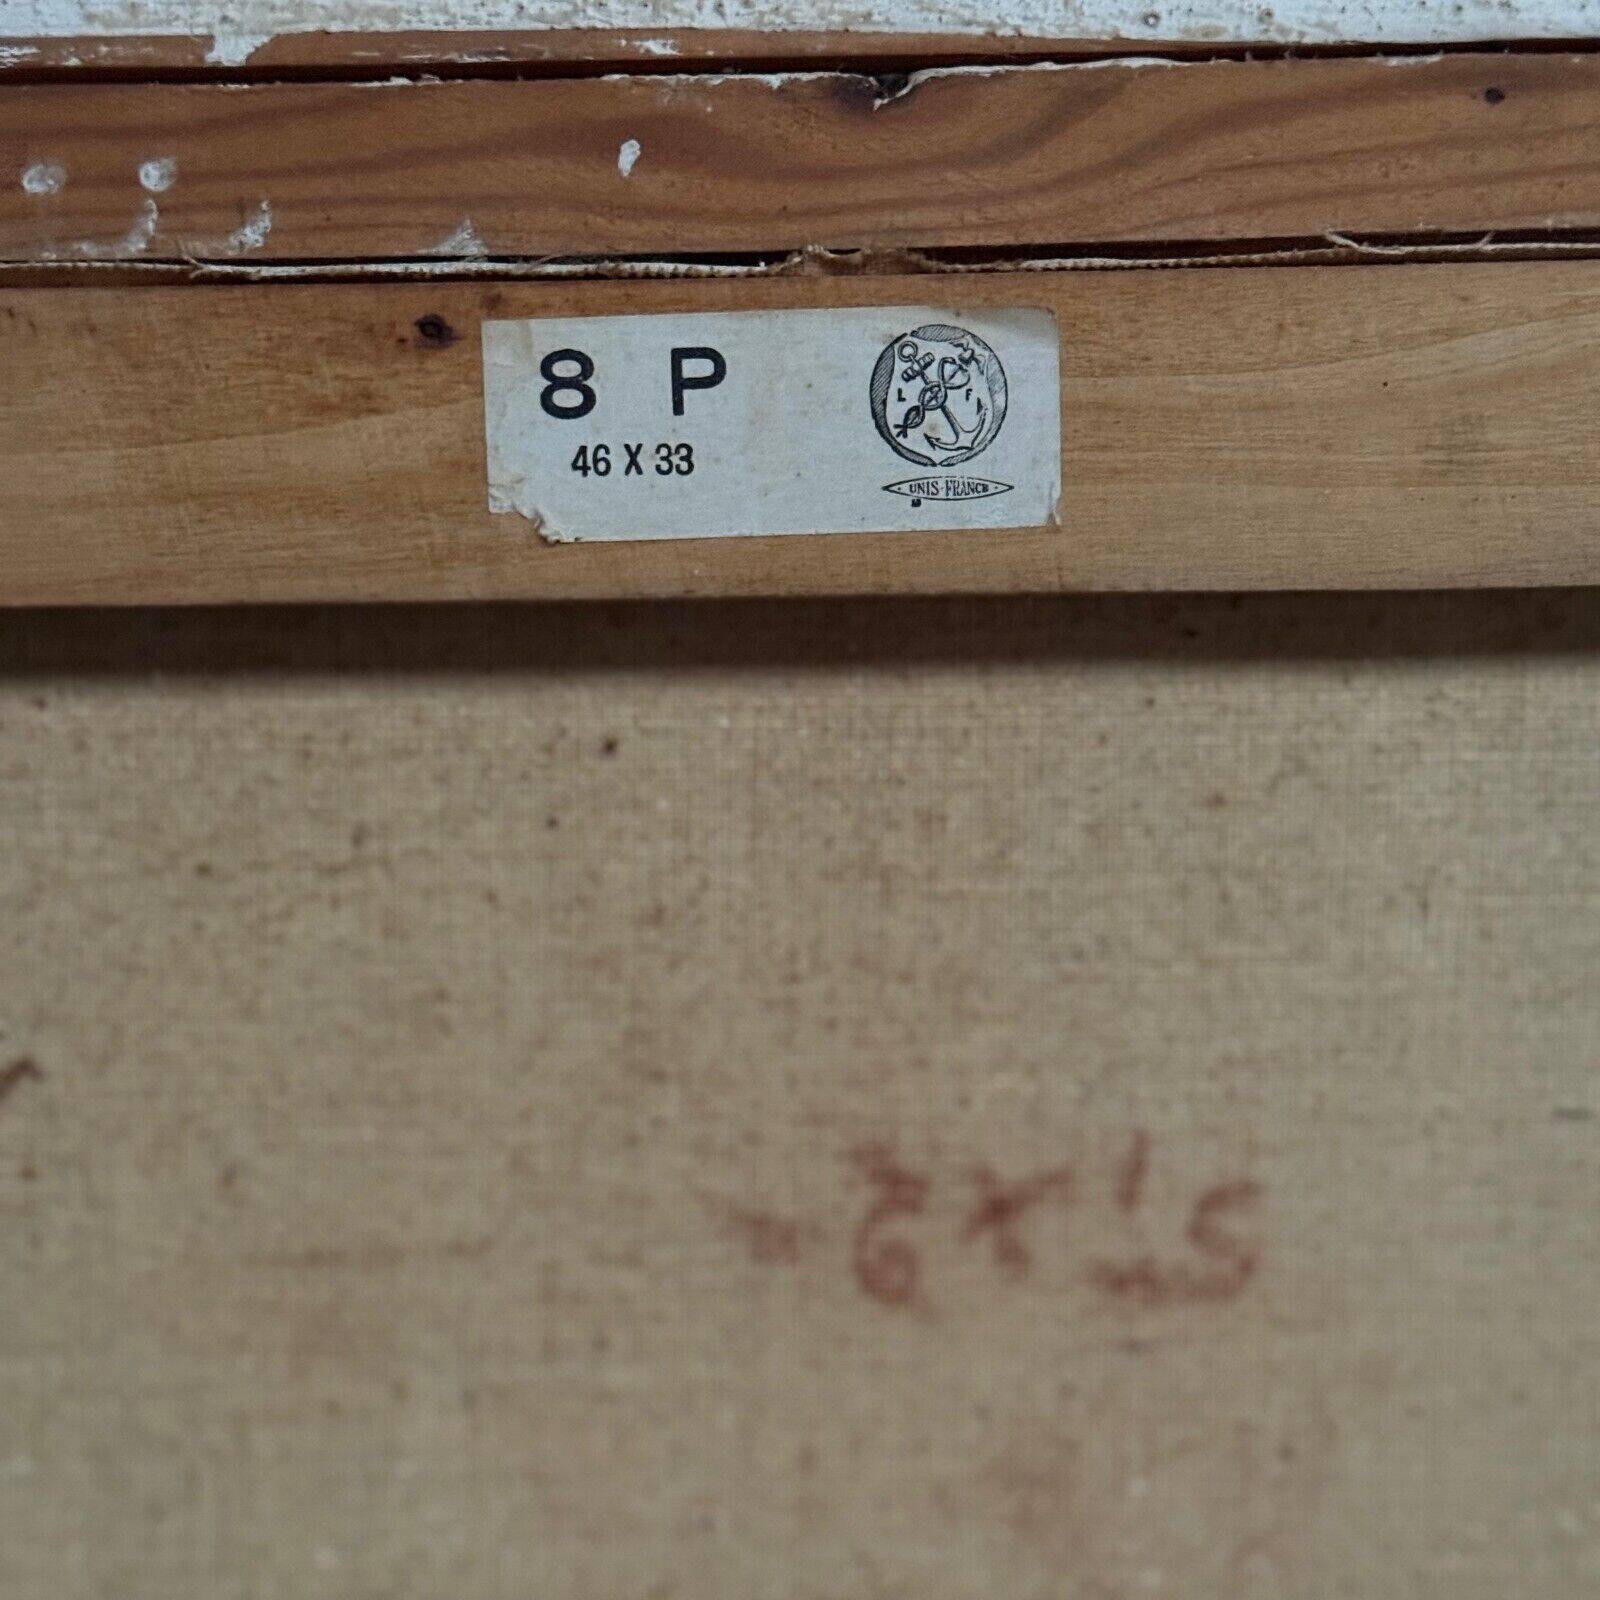 8 P
46 X 33
L F
UNIS-FRANCE